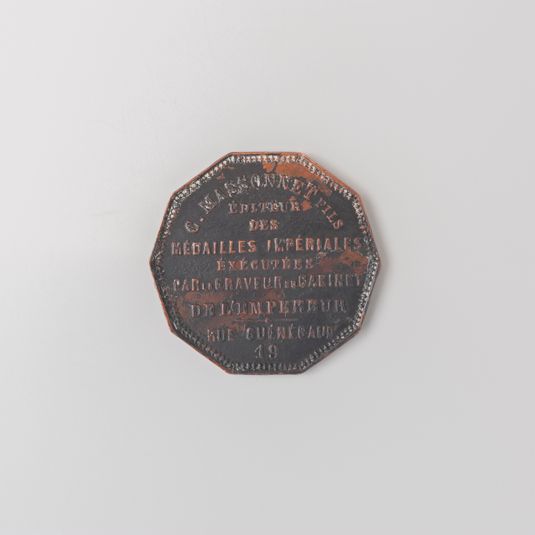 C. MASSONNET FILS
ÉDITEUR
DES
MÉDAILLES IMPÉRIALES
EXÉCUTÉES
PAR LE GRAVEUR DU CABINET
DE L'EMPEREUR
RUE GUÉNÉGAUD
19